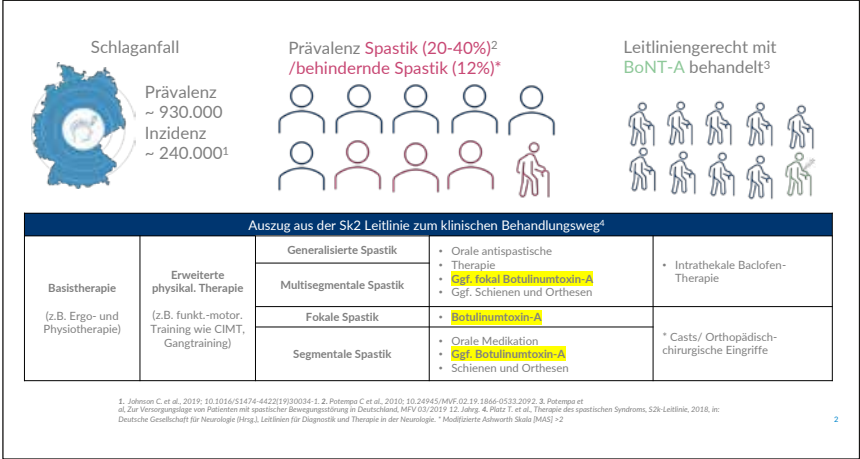 Schlaganfall
Prävalenz
~ 930.000
Inzidenz
~ 240.000¹
Prävalenz Spastik (20-40%)²
/behindernde Spastik (12%)*
Leitliniengerecht mit
BoNT-A behandelt³
Auszug aus der Sk2 Leitlinie zum klinischen Behandlungsweg⁴
Basistherapie
(z.B. Ergo- und
Physiotherapie)
Erweiterte
physikal. Therapie
(z.B. funkt.-motor.
Training wie CIMT,
Gangtraining)
Generalisierte Spastik
Multisegmentale Spastik
• Orale antispastische
• Therapie
• Ggf. fokal Botulinumtoxin-A
• Ggf. Schienen und Orthesen
• Intrathekale Baclofen-
Therapie
Fokale Spastik
• Botulinumtoxin-A
Segmentale Spastik
• Orale Medikation
• Ggf. Botulinumtoxin-A
• Schienen und Orthesen
* Casts/ Orthopädisch-
chirurgische Eingriffe
1. Johnson C. et al., 2019; 10.1016/S1474-4422(19)30034-1. 2. Potempa C et al., 2010; 10.24945/MVF.02.19.1866-0533.2092. 3. Potempa et
al, Zur Versorgungslage von Patienten mit spastischer Bewegungsstörung in Deutschland, MFV 03/2019 12. Jahrg. 4. Platz T. et al., Therapie des spastischen Syndroms, S2k-Leitlinie, 2018, in:
Deutsche Gesellschaft für Neurologie (Hrsg.), Leitlinien für Diagnostik und Therapie in der Neurologie. * Modifizierte Ashworth Skala [MAS] >2
2